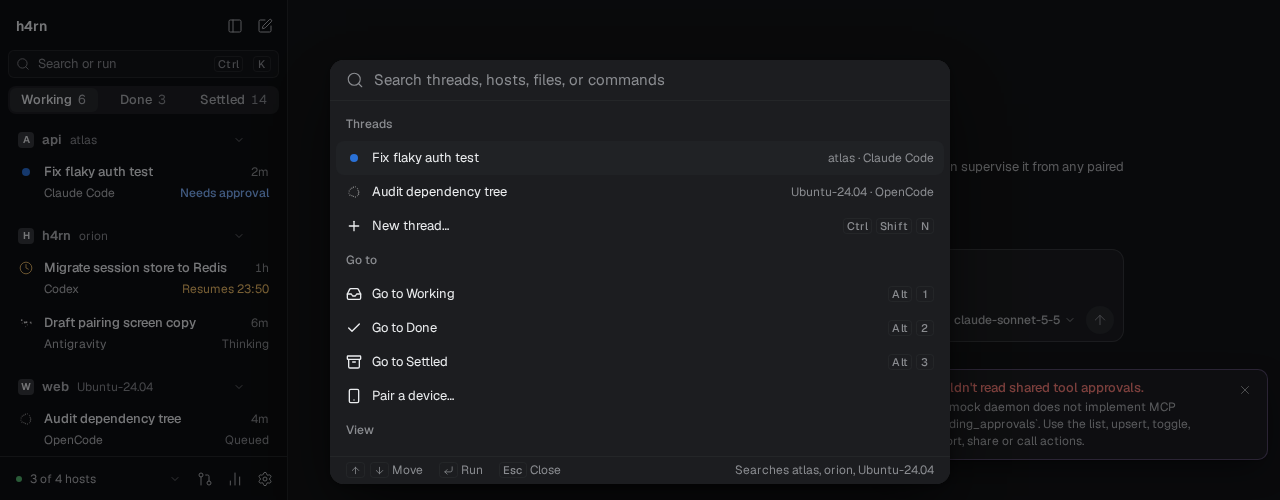 h4rn
Search or run Ctrl K
Working 6 Done 3 Settled 14
A api atlas
Fix flaky auth test 2m
Claude Code Needs approval
H h4rn orion
Migrate session store to Redis 1h
Codex Resumes 23:50
Draft pairing screen copy 6m
Antigravity Thinking
W web Ubuntu-24.04
Audit dependency tree 4m
OpenCode Queued
3 of 4 hosts
Search threads, hosts, files, or commands
Threads
Fix flaky auth test atlas · Claude Code
Audit dependency tree Ubuntu-24.04 · OpenCode
New thread... Ctrl Shift N
Go to
Go to Working Alt 1
Go to Done Alt 2
Go to Settled Alt 3
Pair a device...
View
↑ ↓ Move ↵ Run Esc Close Searches atlas, orion, Ubuntu-24.04
supervise it from any paired
claude-sonnet-5-5
read shared tool approvals.
mock daemon does not implement MCP
Use the list, upsert, toggle,
share or call actions.